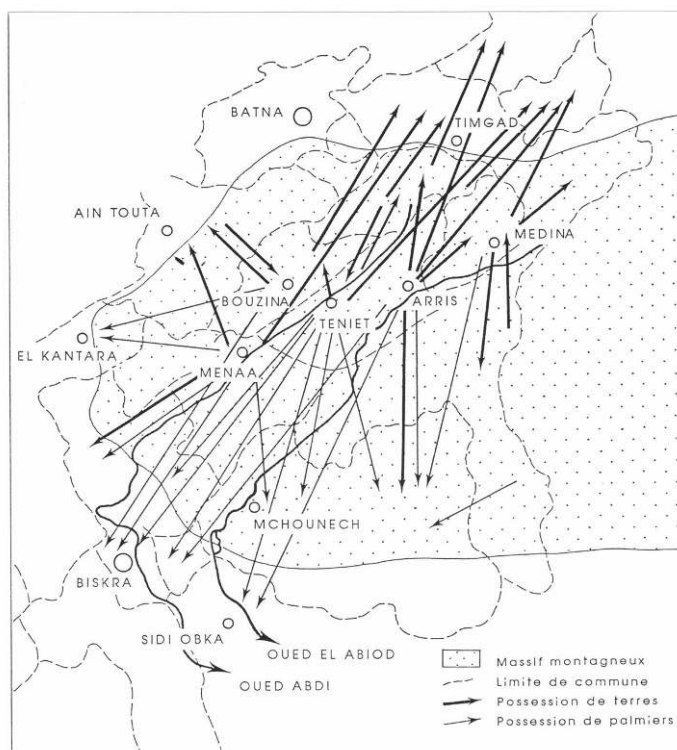 BATNA
TIMGAD
AIN TOUTA
MEDINA
BOUZINA
ARRIS
TENIET
EL KANTARA
MENAA
MCHOUNECH
BISKRA
SIDI OBKA
OUED EL ABIOD
OUED ABDI
Massif montagneux
Limite de commune
Possession de terres
Possession de palmiers